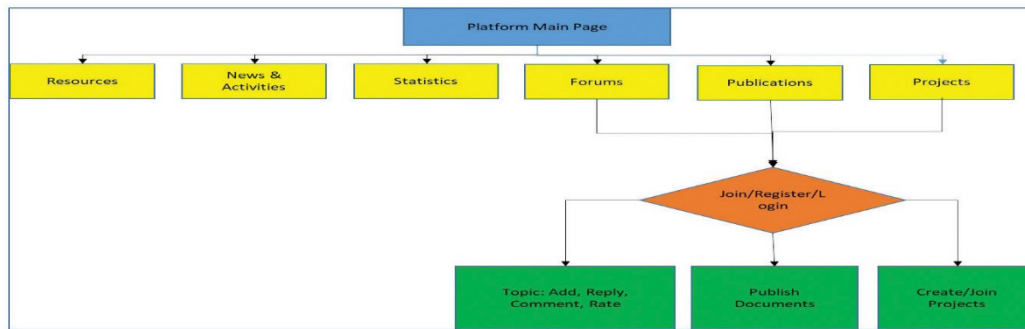 Platform Main Page
Resources
News &
Activities
Statistics
Forums
Publications
Projects
Join/Register/L
ogin
Topic: Add, Reply,
Comment, Rate
Publish
Documents
Create/Join
Projects